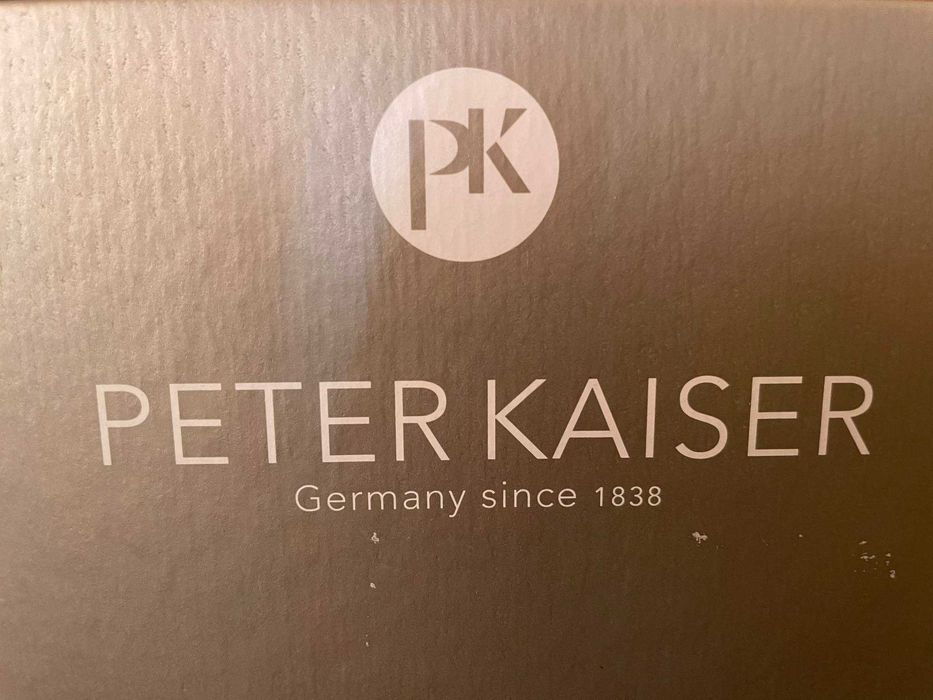 PK
PETER KAISER
Germany since 1838